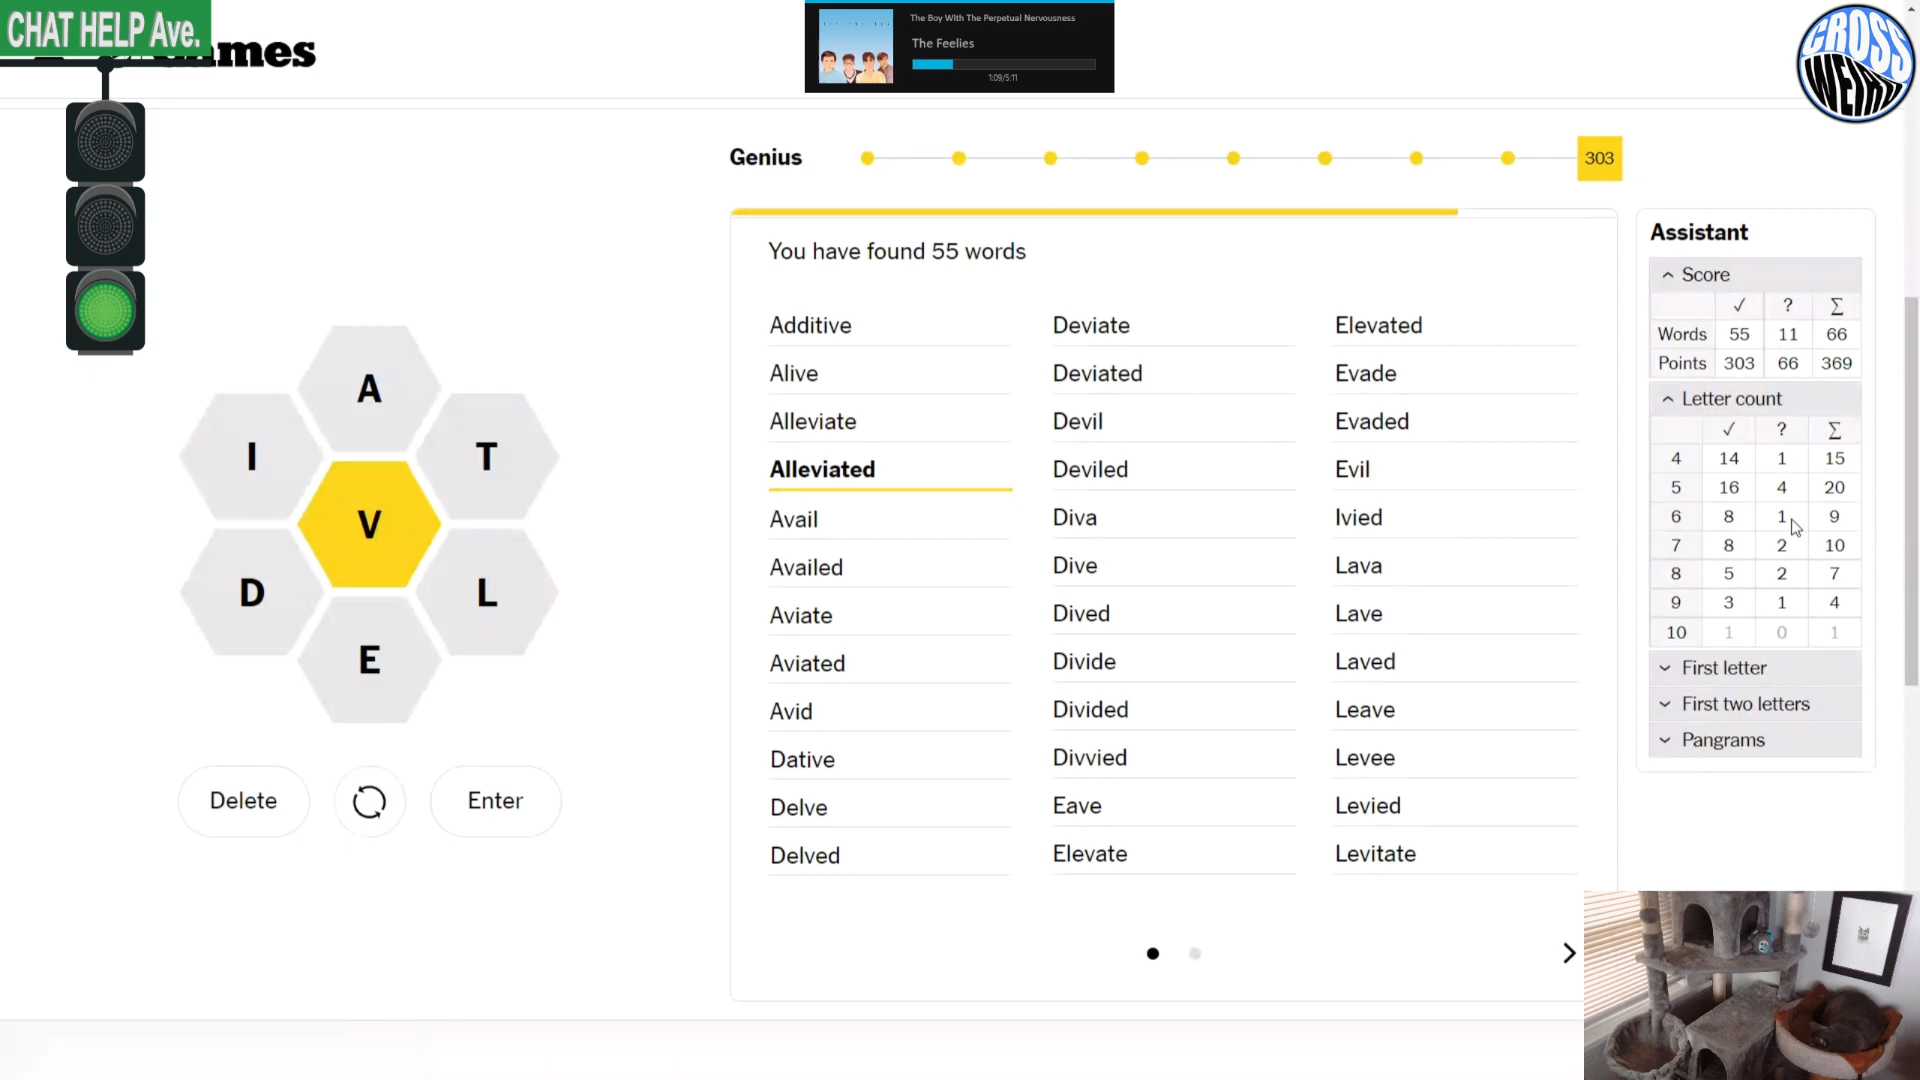 CHAT HELP Ave.
ames
The Boy With The Perpetual Nervousness
The Feelies
1:09/5:11
CROSS
WEIRD
Genius
303
You have found 55 words
Additive
Alive
Alleviate
Alleviated
Avail
Availed
Aviate
Aviated
Avid
Dative
Delve
Delved
Deviate
Deviated
Devil
Deviled
Diva
Dive
Dived
Divide
Divided
Divvied
Eave
Elevate
Elevated
Evade
Evaded
Evil
Ivied
Lava
Lave
Laved
Leave
Levee
Levied
Levitate
A
I
T
V
D
L
E
Delete
Enter
Assistant
Score
✓ ? ∑
Words 55 11 66
Points 303 66 369
Letter count
✓ ? ∑
4 14 1 15
5 16 4 20
6 8 1 9
7 8 2 10
8 5 2 7
9 3 1 4
10 1 0 1
First letter
First two letters
Pangrams